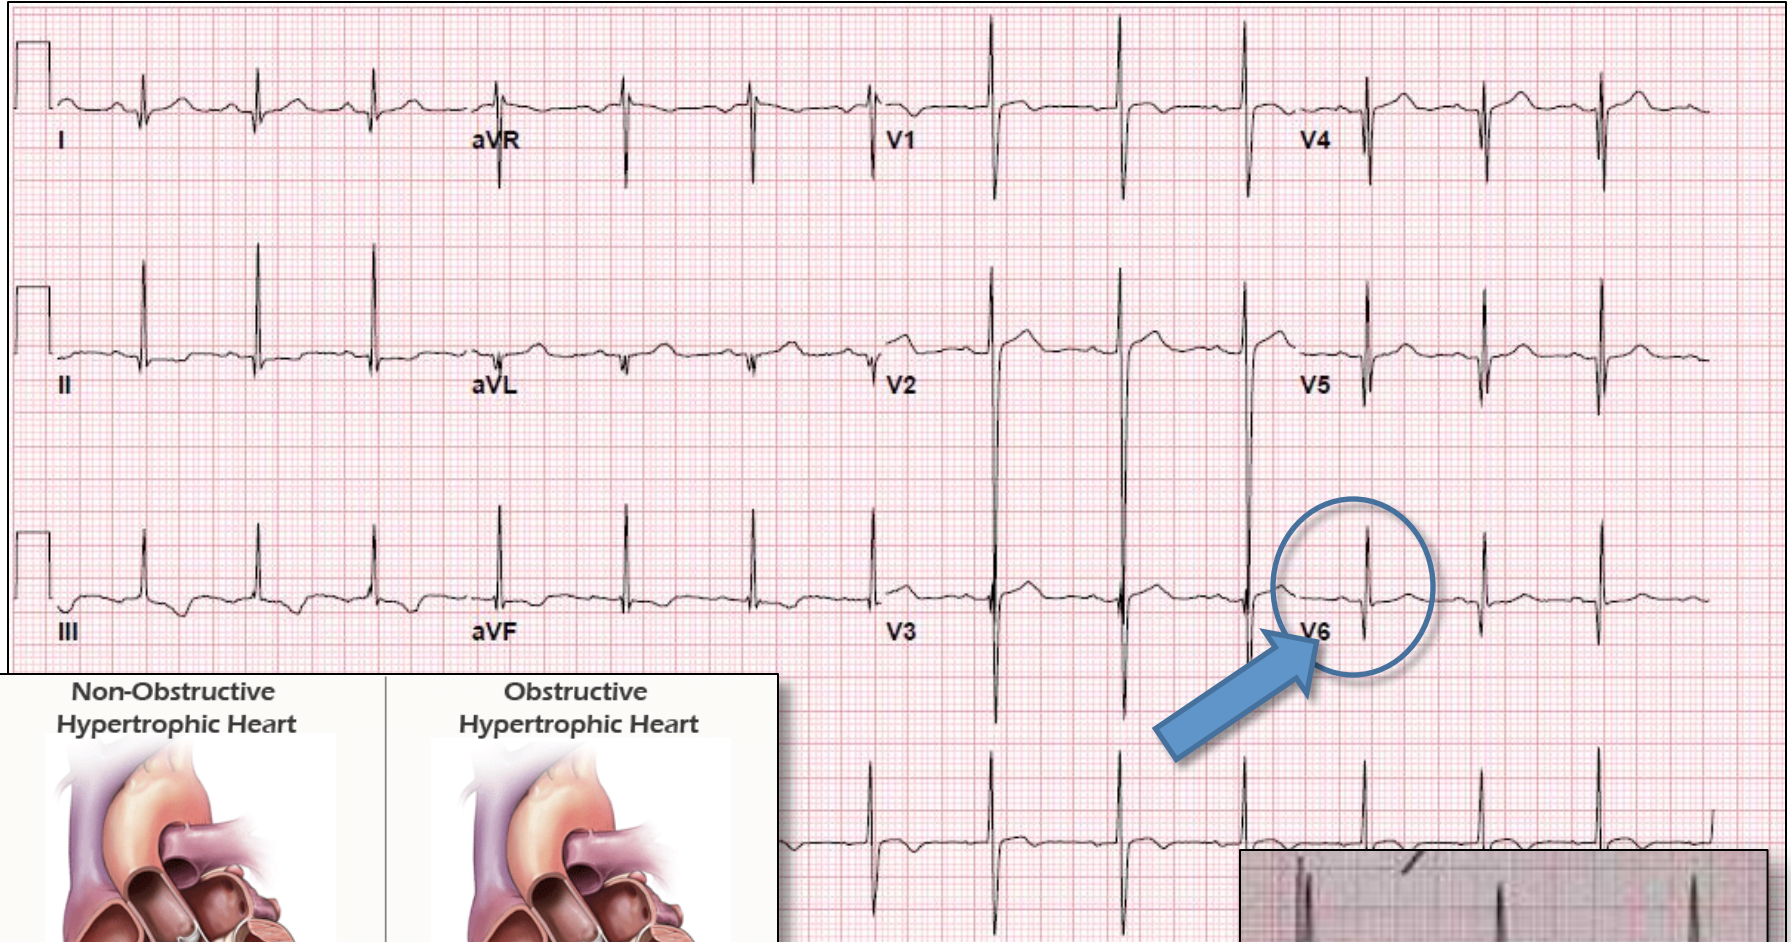 I
aVR
V1
V4
II
aVL
V2
V5
III
aVF
V3
V6
Non-Obstructive
Hypertrophic Heart
Obstructive
Hypertrophic Heart